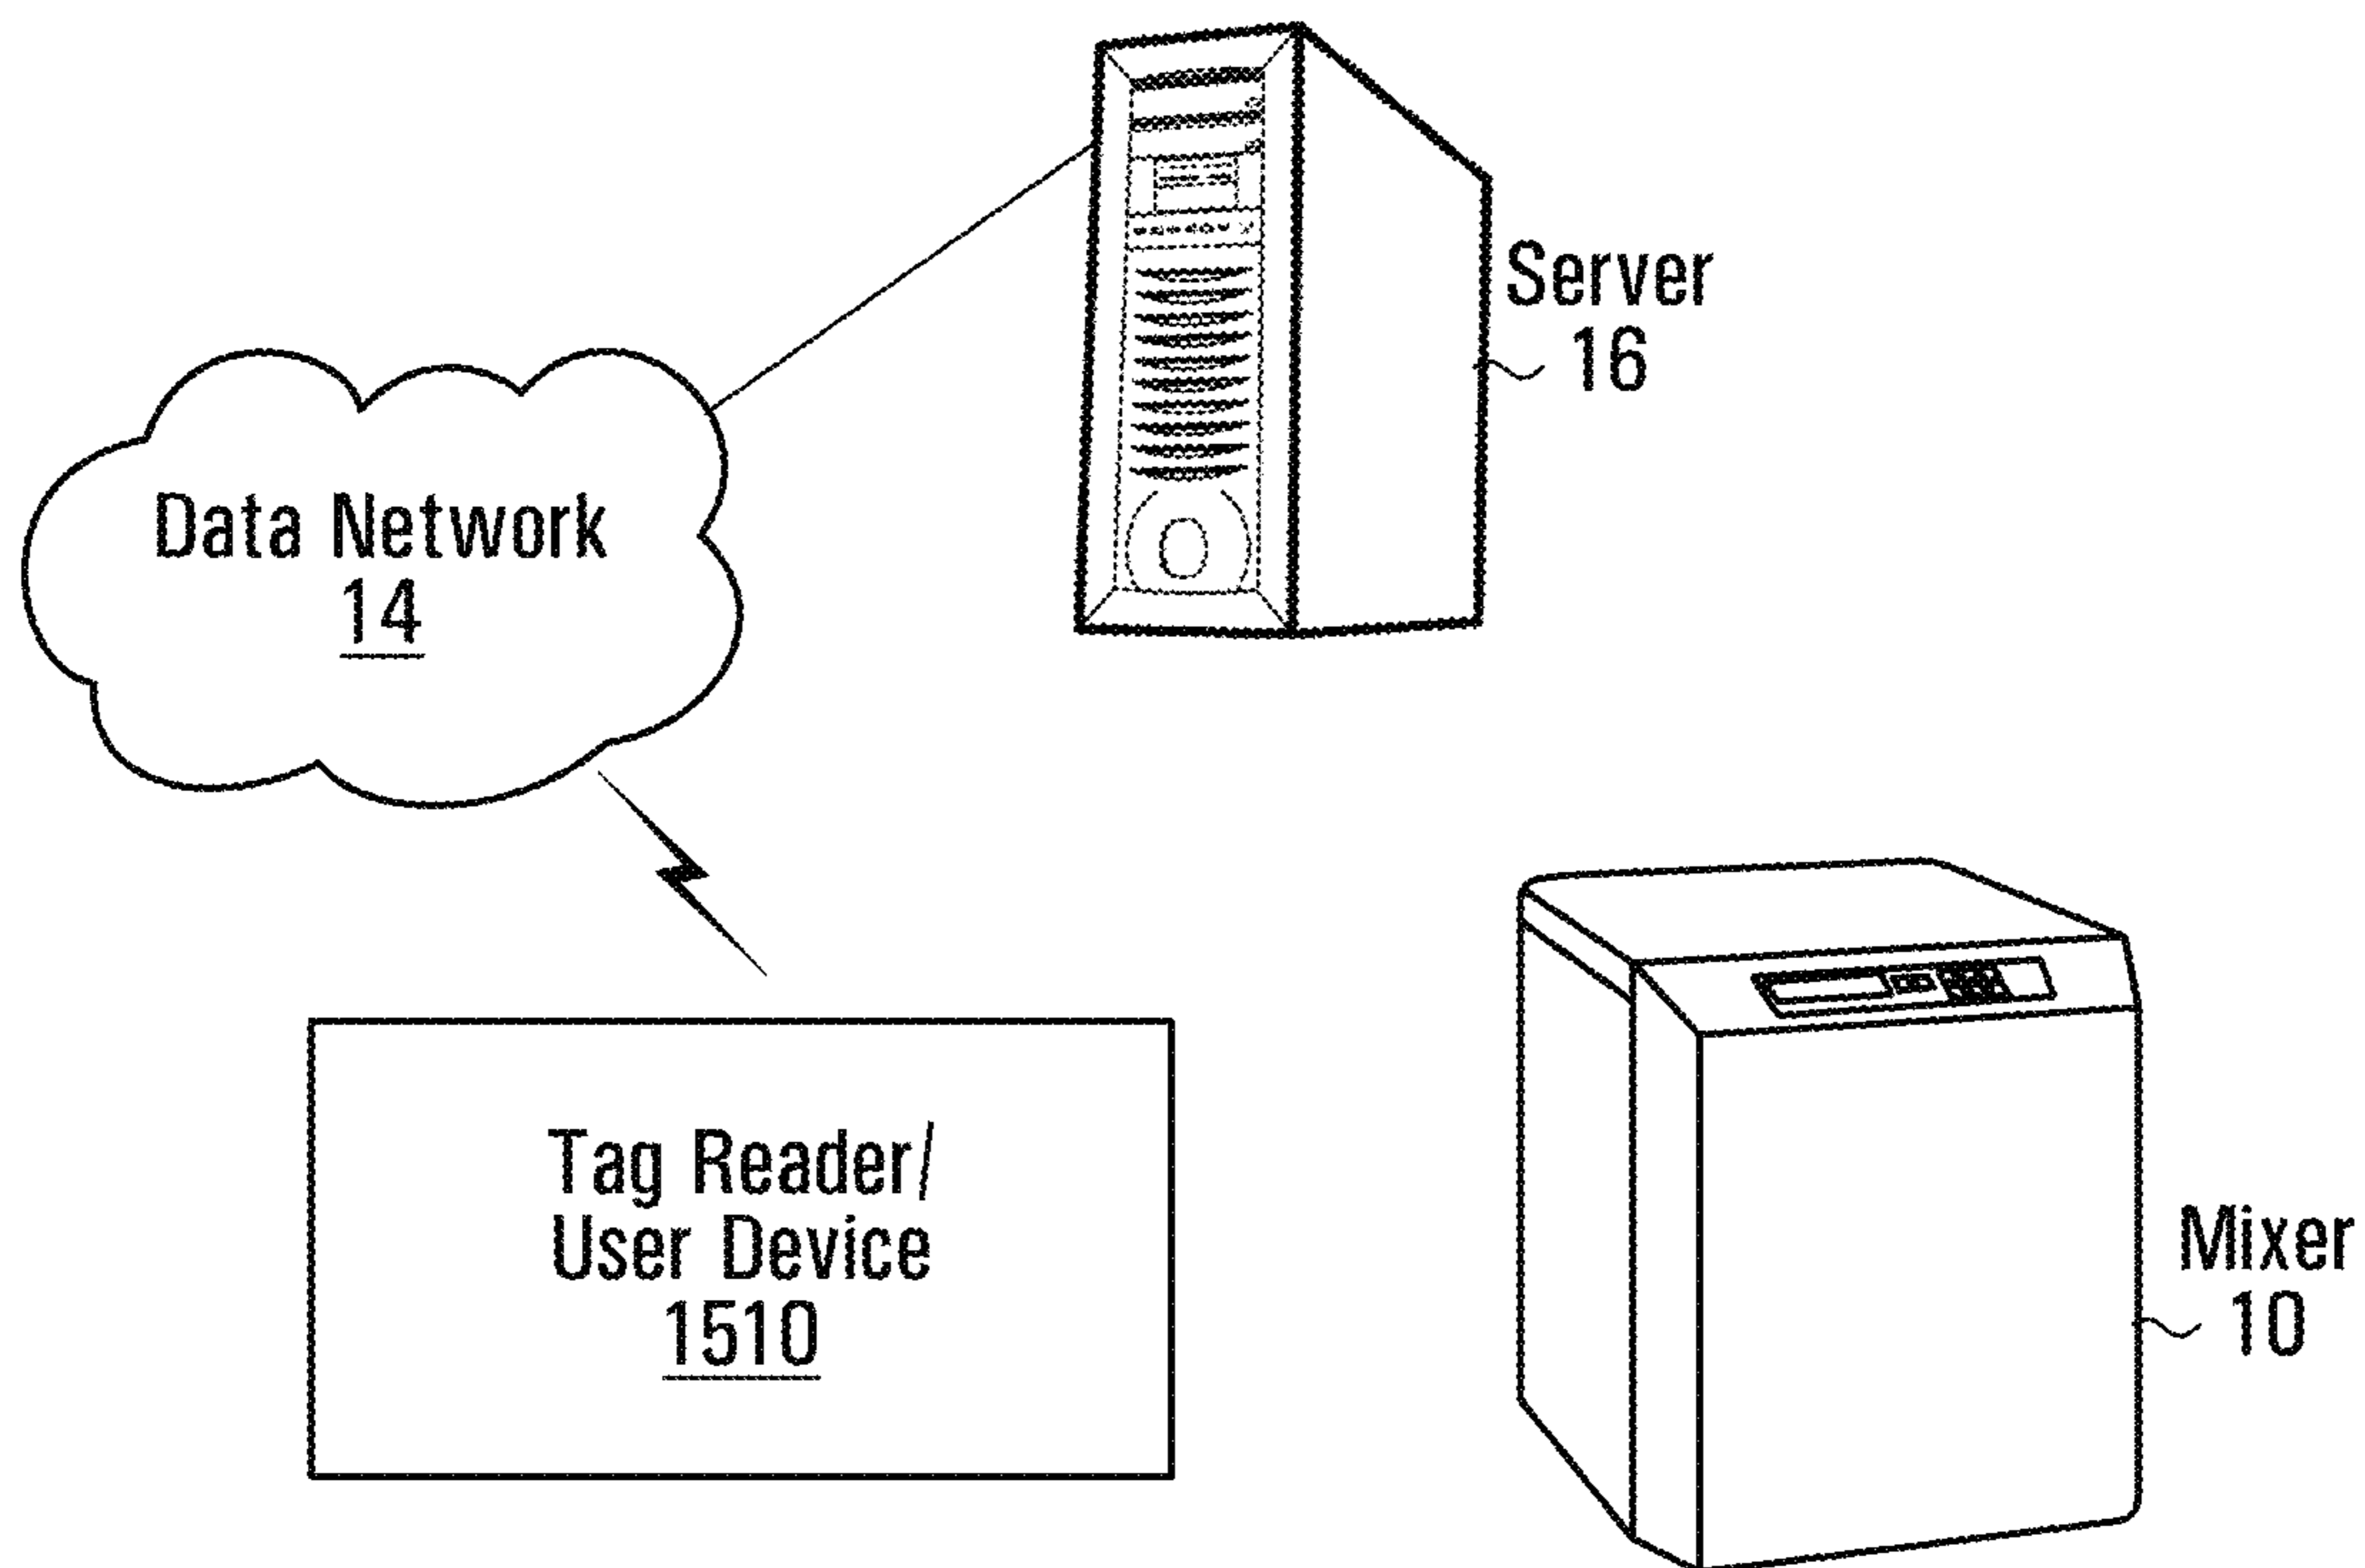 Server
16
Data Network
14
Tag Reader/
User Device
1510
Mixer
10